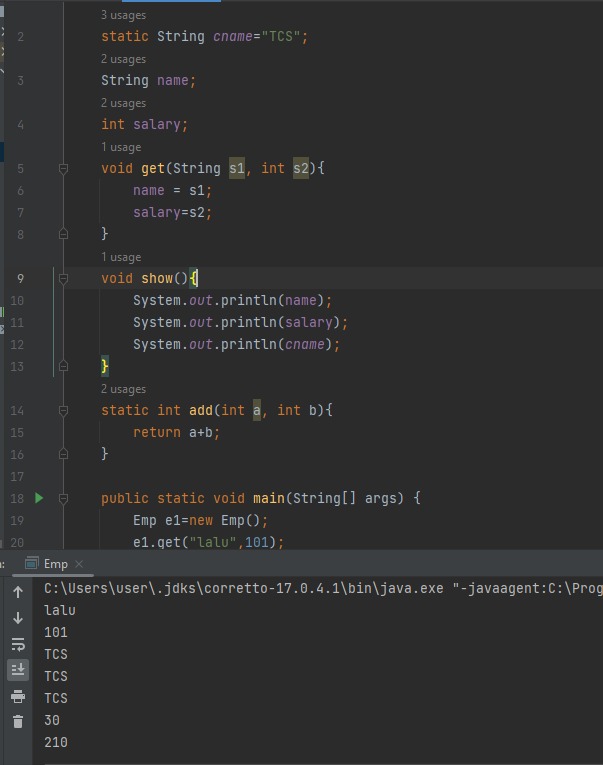 3 usages
2 static String cname="TCS";
2 usages
3 String name;
2 usages
4 int salary;
1 usage
5 void get(String s1, int s2){
6 name = s1;
7 salary=s2;
8 }
1 usage
9 void show(){
10 System.out.println(name);
11 System.out.println(salary);
12 System.out.println(cname);
13 }
2 usages
14 static int add(int a, int b){
15 return a+b;
16 }
17
18 public static void main(String[] args) {
19 Emp e1=new Emp();
20 e1.get("lalu",101);
Emp
C:\Users\user\.jdks\corretto-17.0.4.1\bin\java.exe "-javaagent:C:\Prog
lalu
101
TCS
TCS
TCS
30
210